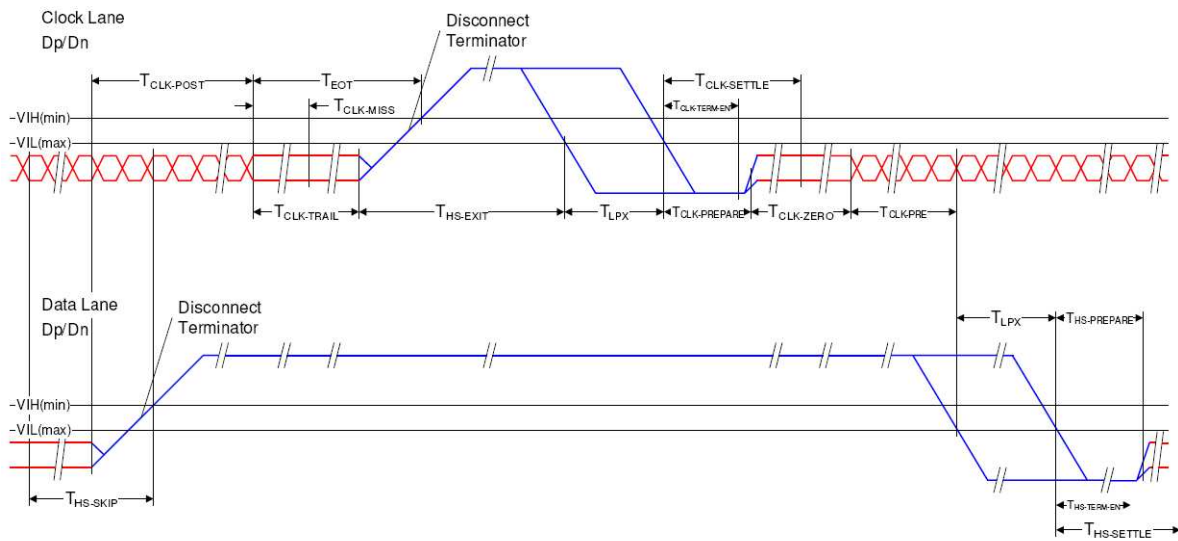 Clock Lane
Dp/Dn
Disconnect
Terminator
TCLK-POST
TEOT
TCLK-SETTLE
TCLK-MISS
TCLK-TERM-EN
VIH(min)
VIL(max)
TCLK-TRAIL
THS-EXIT
TLPX
TCLK-PREPARE
TCLK-ZERO
TCLK-PRE
Data Lane
Dp/Dn
Disconnect
Terminator
TLPX
THS-PREPARE
VIH(min)
VIL(max)
THS-SKIP
THS-TERM-EN
THS-SETTLE